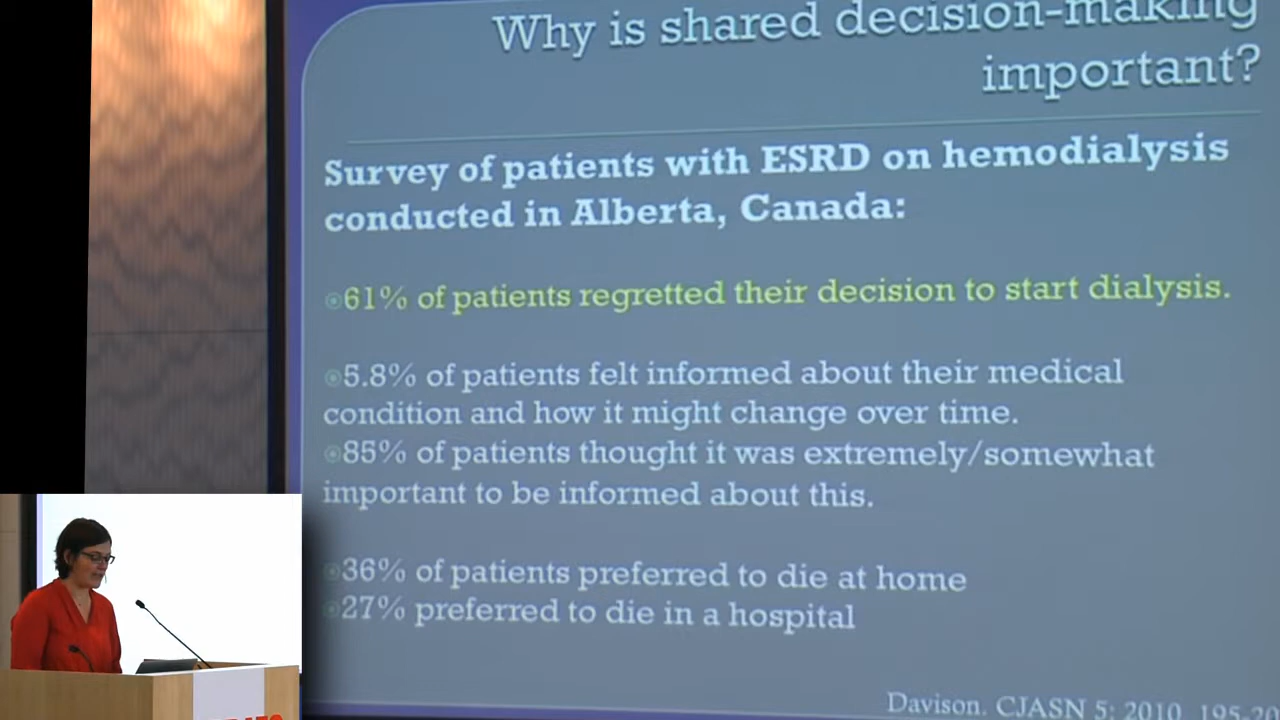 Why is shared decision-making
important?
Survey of patients with ESRD on hemodialysis
conducted in Alberta, Canada:
61% of patients regretted their decision to start dialysis.
5.8% of patients felt informed about their medical
condition and how it might change over time.
85% of patients thought it was extremely/somewhat
important to be informed about this.
36% of patients preferred to die at home
27% preferred to die in a hospital
Davison. CJASN 5: 2010